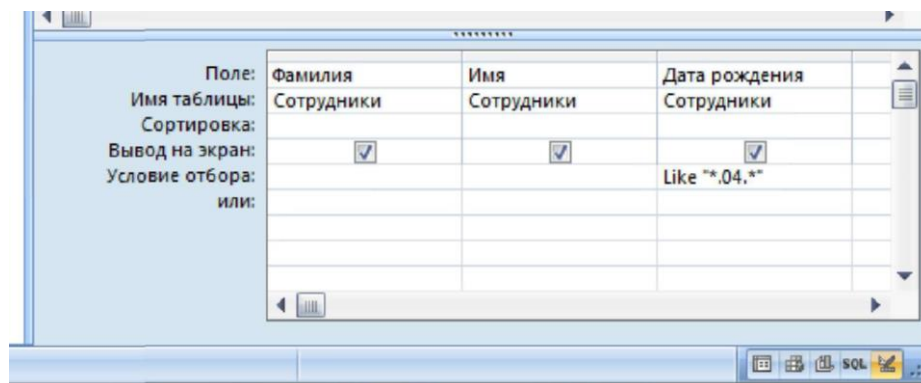 Поле: Фамилия Имя Дата рождения
Имя таблицы: Сотрудники Сотрудники Сотрудники
Сортировка:
Вывод на экран:
Условие отбора: Like "*.04.*"
или:
SQL